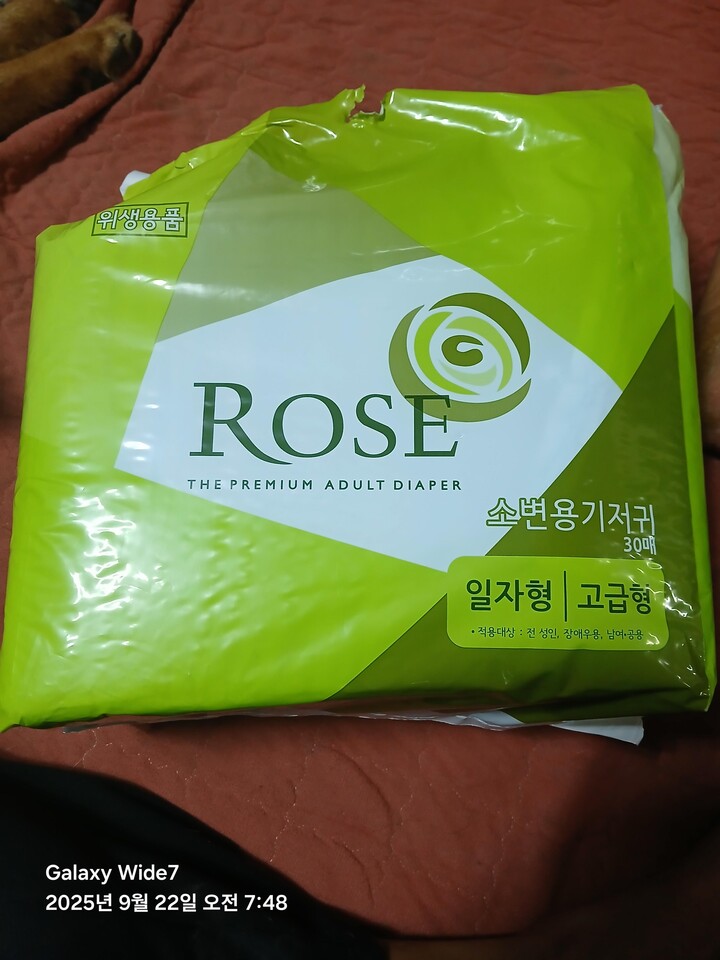 위생용품
ROSE
THE PREMIUM ADULT DIAPER
소변용기저귀
30매
일자형 | 고급형
• 적용대상 : 전 성인, 장애우용, 남여공용
Galaxy Wide7
2025년 9월 22일 오전 7:48